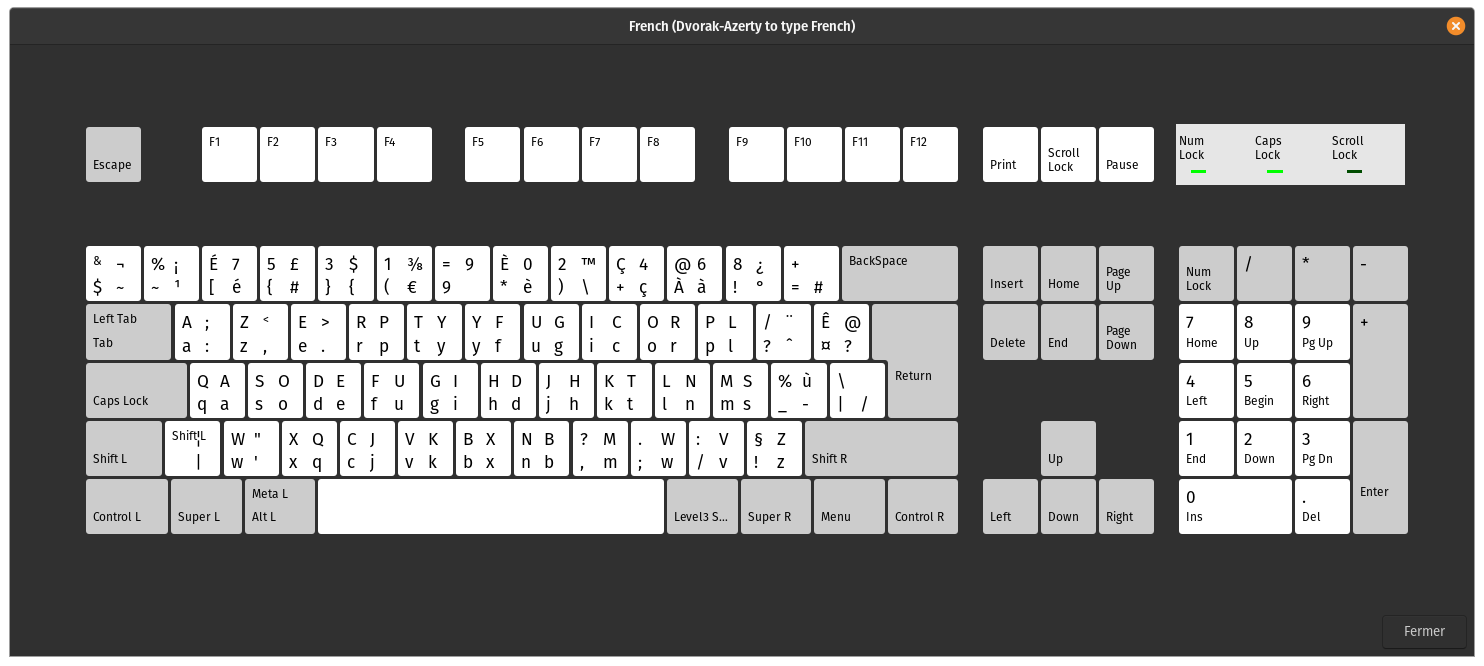 French (Dvorak-Azerty to type French)
Escape
F1
F2
F3
F4
F5
F6
F7
F8
F9
F10
F11
F12
Print
Scroll
Lock
Pause
Num
Lock
Caps
Lock
Scroll
Lock
& ¬
$ ~
% ¡
~ ¹
É 7
[ é
5 £
{ #
3 $
} {
1 ⅜
( €
= 9
9
È 0
* è
2 ™
) \
Ç 4
+ ç
@ 6
À à
8 ¿
! °
+
= #
BackSpace
Insert
Home
Page
Up
Num
Lock
/
*
-
Left Tab
Tab
A ;
a :
Z <
z ,
E >
e .
R P
r p
T Y
t y
Y F
y f
U G
u g
I C
i c
O R
o r
P L
p l
/ ¨
? ˆ
Ê @
¤ ?
Return
Delete
End
Page
Down
7
Home
8
Up
9
Pg Up
+
Caps Lock
Q A
q a
S O
s o
D E
d e
F U
f u
G I
g i
H D
h d
J H
j h
K T
k t
L N
l n
M S
m s
% ù
_ -
\
| /
4
Left
5
Begin
6
Right
Shift L
Shift L
¦
|
W "
w '
X Q
x q
C J
c j
V K
v k
B X
b x
N B
n b
? M
, m
. W
; w
: V
/ v
§ Z
! z
Shift R
Up
1
End
2
Down
3
Pg Dn
Enter
Control L
Super L
Meta L
Alt L
Level3 S...
Super R
Menu
Control R
Left
Down
Right
0
Ins
.
Del
Fermer